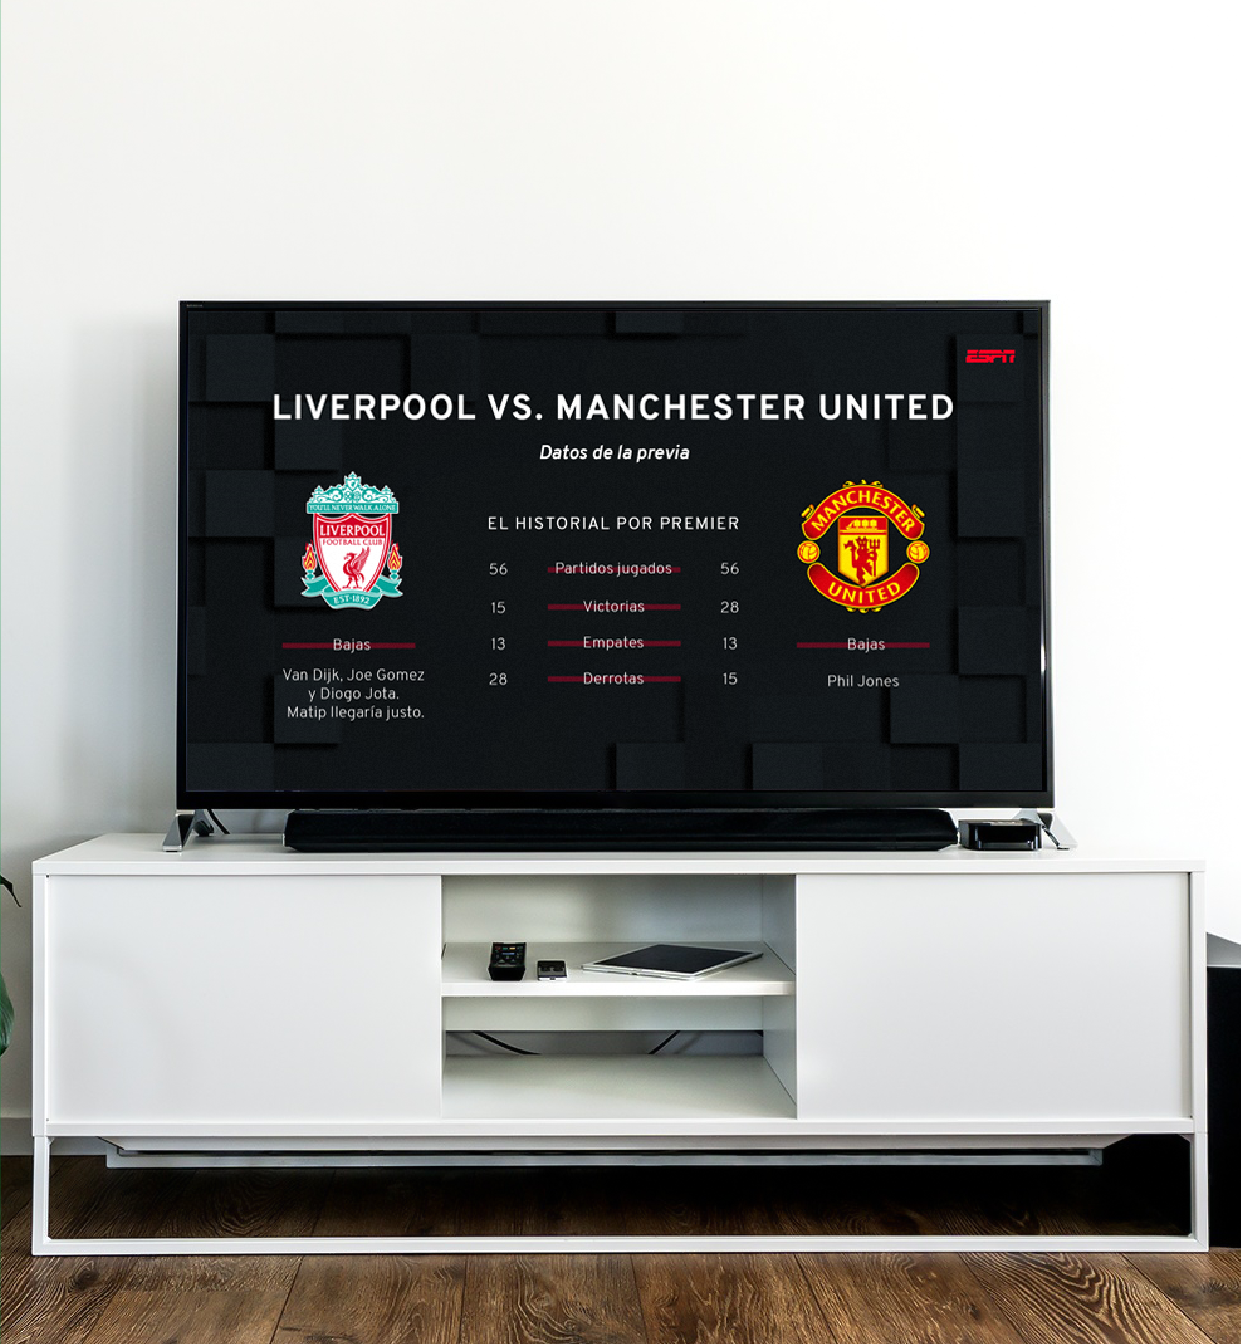 ESPN
LIVERPOOL VS. MANCHESTER UNITED
Datos de la previa
YOU'LL NEVER WALK ALONE
LIVERPOOL
FOOTBALL CLUB
EST·1892
MANCHESTER
UNITED
EL HISTORIAL POR PREMIER
56 Partidos jugados 56
15 Victorias 28
13 Empates 13
28 Derrotas 15
Bajas
Van Dijk, Joe Gomez
y Diogo Jota.
Matip llegaría justo.
Bajas
Phil Jones